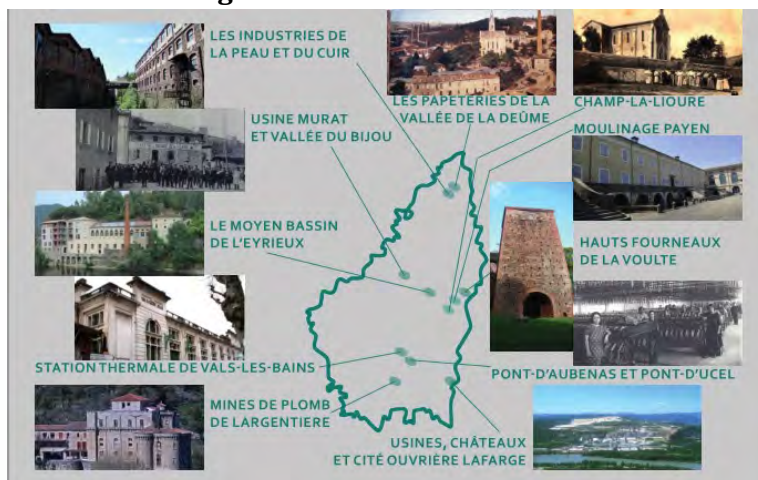 LES INDUSTRIES DE
LA PEAU ET DU CUIR
LES PAPETERIES DE LA
VALLÉE DE LA DEÛME
CHAMP-LA-LIOURE
MOULINAGE PAYEN
USINE MURAT
ET VALLÉE DU BIJOU
LE MOYEN BASSIN
DE L'EYRIEUX
HAUTS FOURNEAUX
DE LA VOULTE
STATION THERMALE DE VALS-LES-BAINS
PONT-D'AUBENAS ET PONT-D'UCEL
MINES DE PLOMB
DE LARGENTIERE
USINES, CHÂTEAUX
ET CITÉ OUVRIÈRE LAFARGE